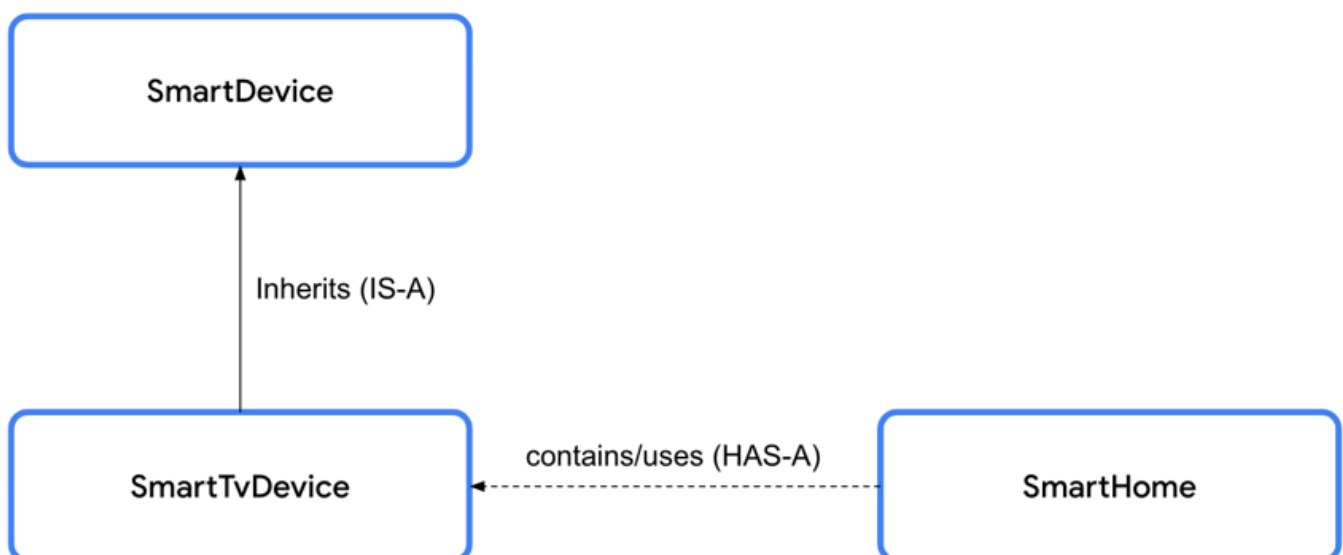 SmartDevice
Inherits (IS-A)
contains/uses (HAS-A)
SmartTvDevice
SmartHome